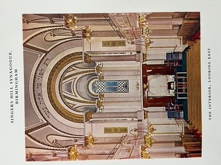 SINGERS HILL SYNAGOGUE,
BIRMINGHAM
THE INTERIOR, LOOKING EAST